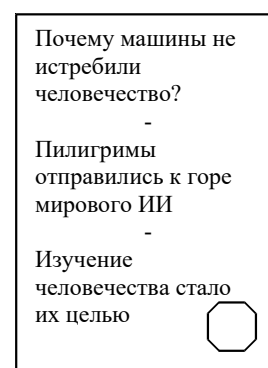 Почему машины не
истребили
человечество?
-
Пилигримы
отправились к горе
мирового ИИ
-
Изучение
человечества стало
их целью